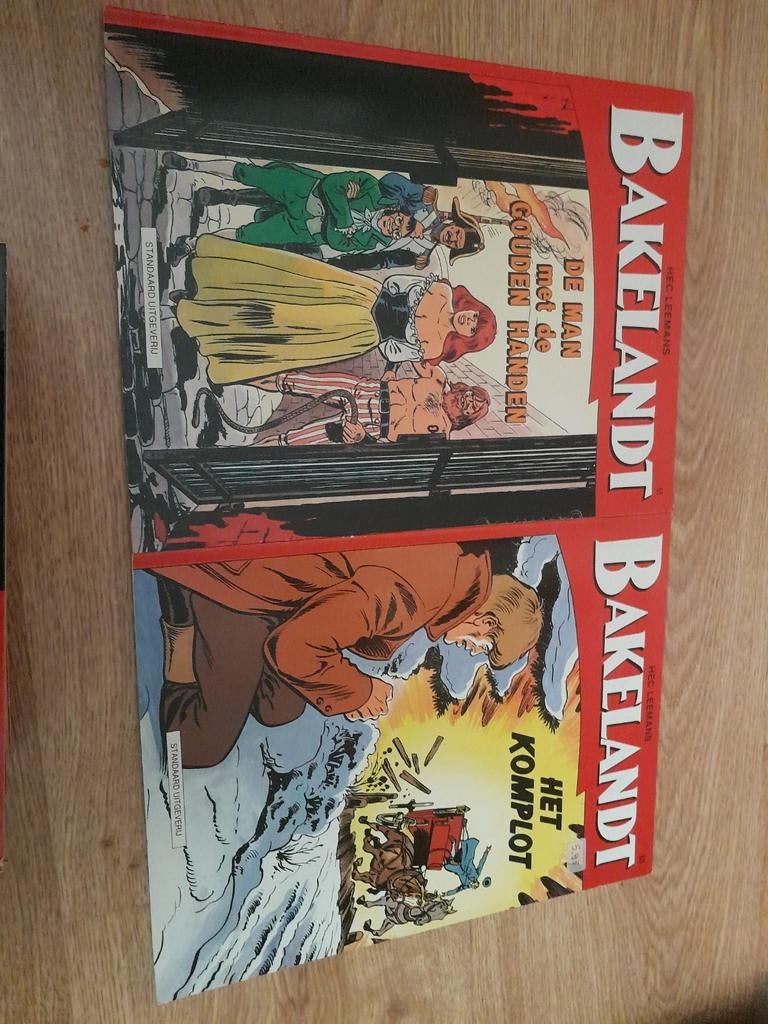 HEC LEEMANS
BAKELANDT
DE MAN
met de
GOUDEN HANDEN
STANDAARD UITGEVERIJ
HEC LEEMANS
BAKELANDT
HET
KOMPLOT
STANDAARD UITGEVERIJ